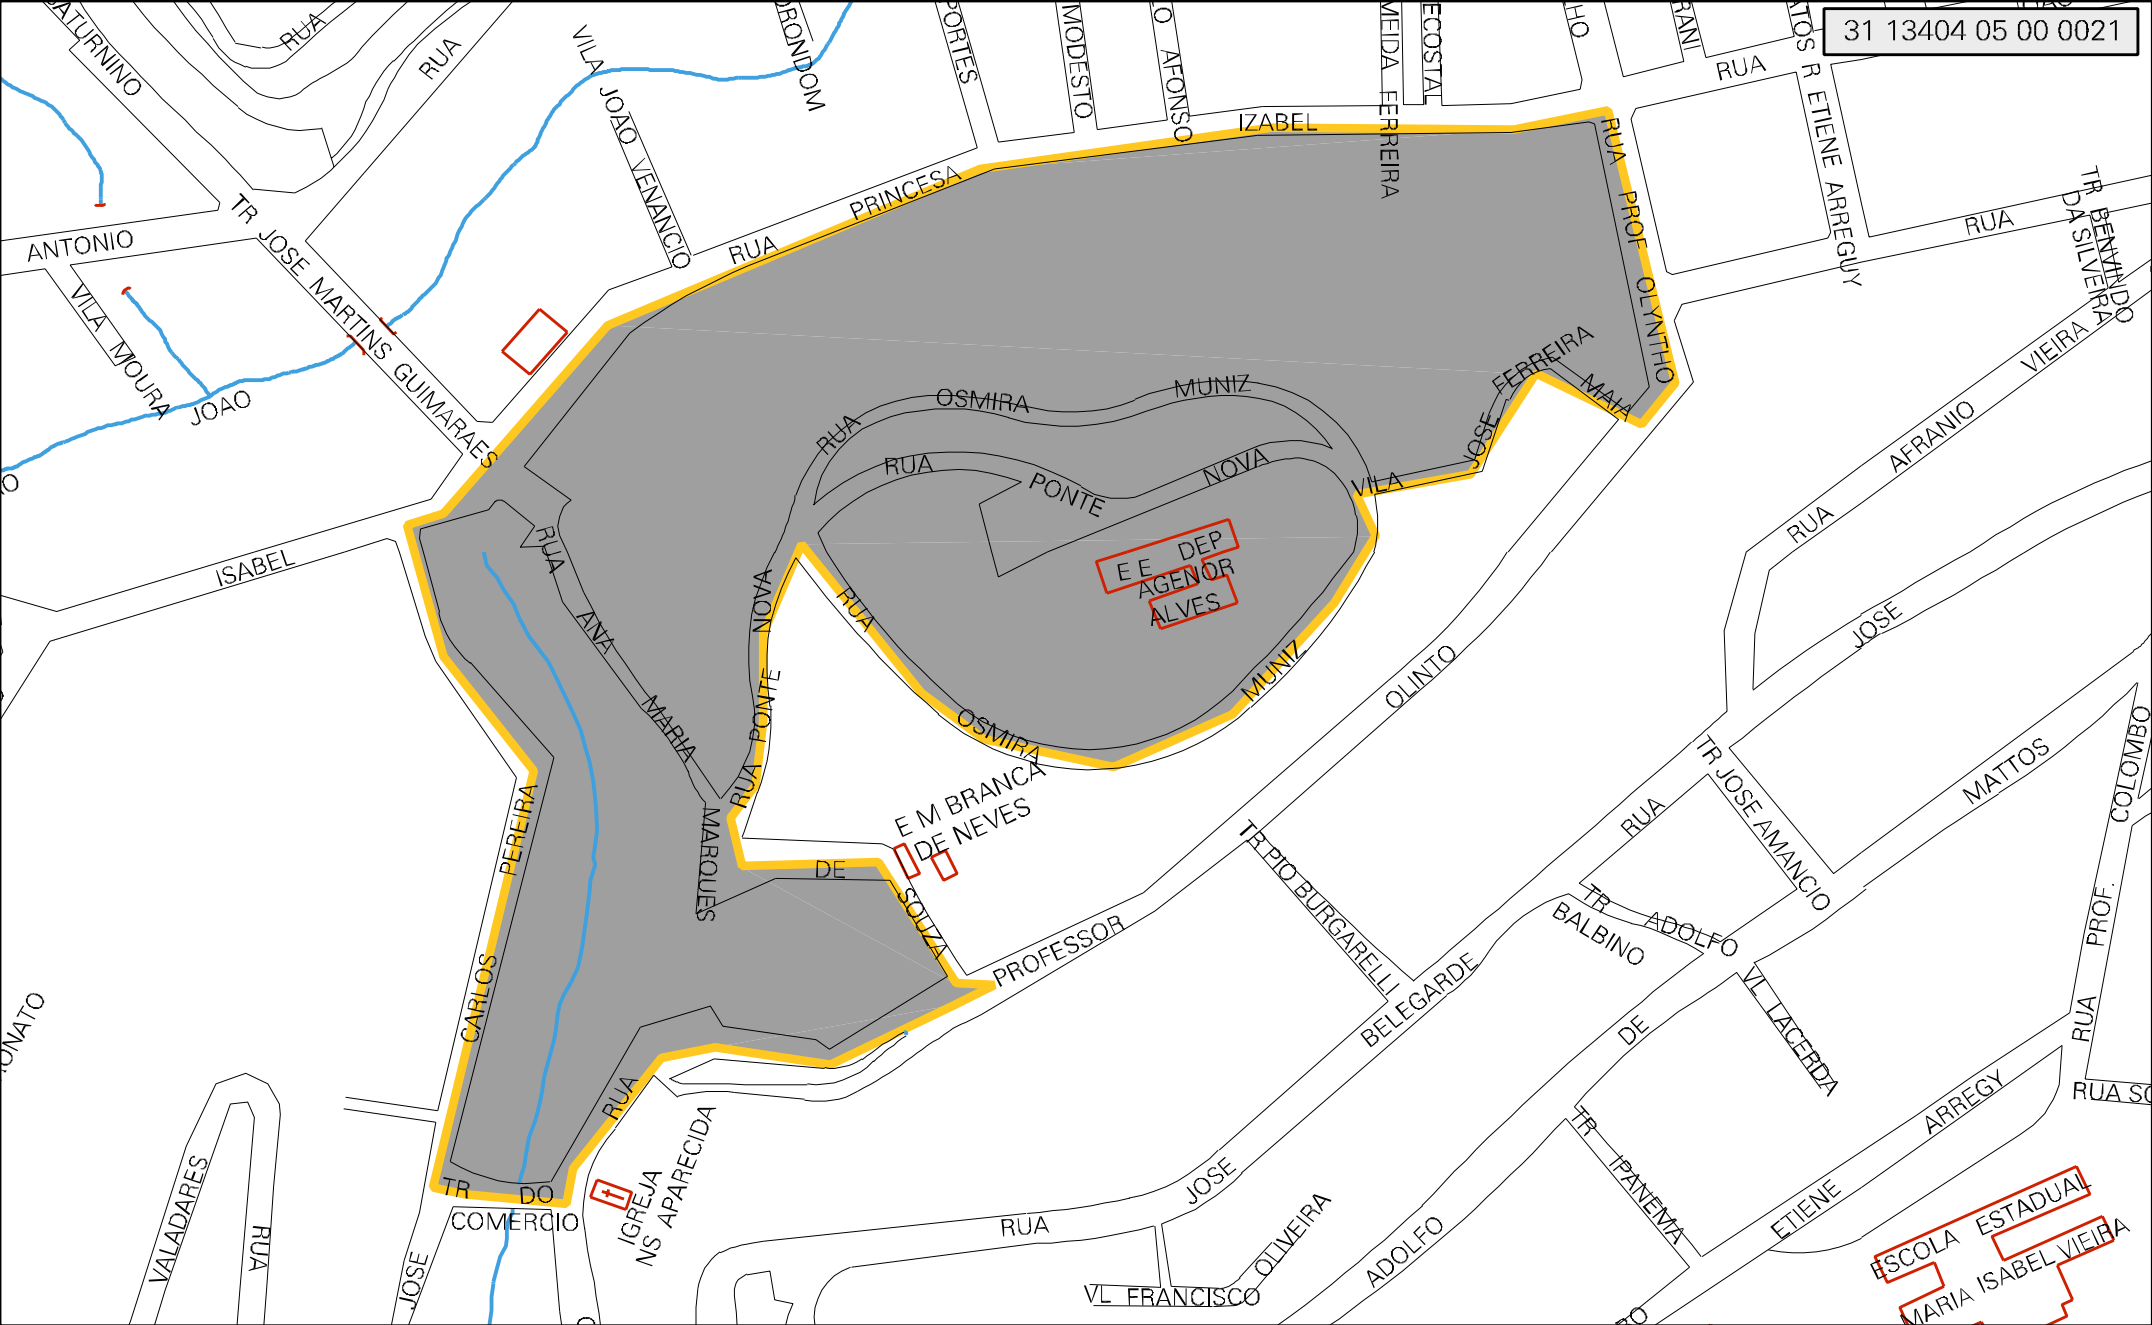 31 13404 05 00 0021
RUA
RUA
MODESTO
AFONSO
RUA
VILA JOAO VENANCIO
IZABEL
FERREIRA
RUA PROF OLYNTHO
R ETIENE ARREGUY
RUA
TR BENVINDO
DA SILVEIRA
ANTONIO
TR JOSE MARTINS GUIMARAES
RUA PRINCESA
VILA MOURA
JOAO
RUA OSMIRA MUNIZ
RUA PONTE NOVA
VILA JOSE FERREIRA MAIA
RUA AFRANIO VIEIRA
ISABEL
RUA ANA MARIA MARQUES DE SOUZA
E E DEP
AGENOR
ALVES
RUA OSMIRA MUNIZ
RUA PONTE NOVA
JOSE
PROFESSOR OLINTO
E M BRANCA
DE NEVES
TR JOSE AMANCIO
MATTOS
COLOMBO
RUA PROF.
CARLOS PEREIRA
TR PIO BURGARELLI
RUA
BELEGARDE
TR ADOLFO
BALBINO
VL LACERDA
DE
RUA
TR DO
COMERCIO
IGREJA
NS APARECIDA
VALADARES
RUA
JOSE
RUA JOSE
VL FRANCISCO OLIVEIRA
ADOLFO
TR IPANEMA
ETIENE ARREGY
ESCOLA ESTADUAL
MARIA ISABEL VIEIRA